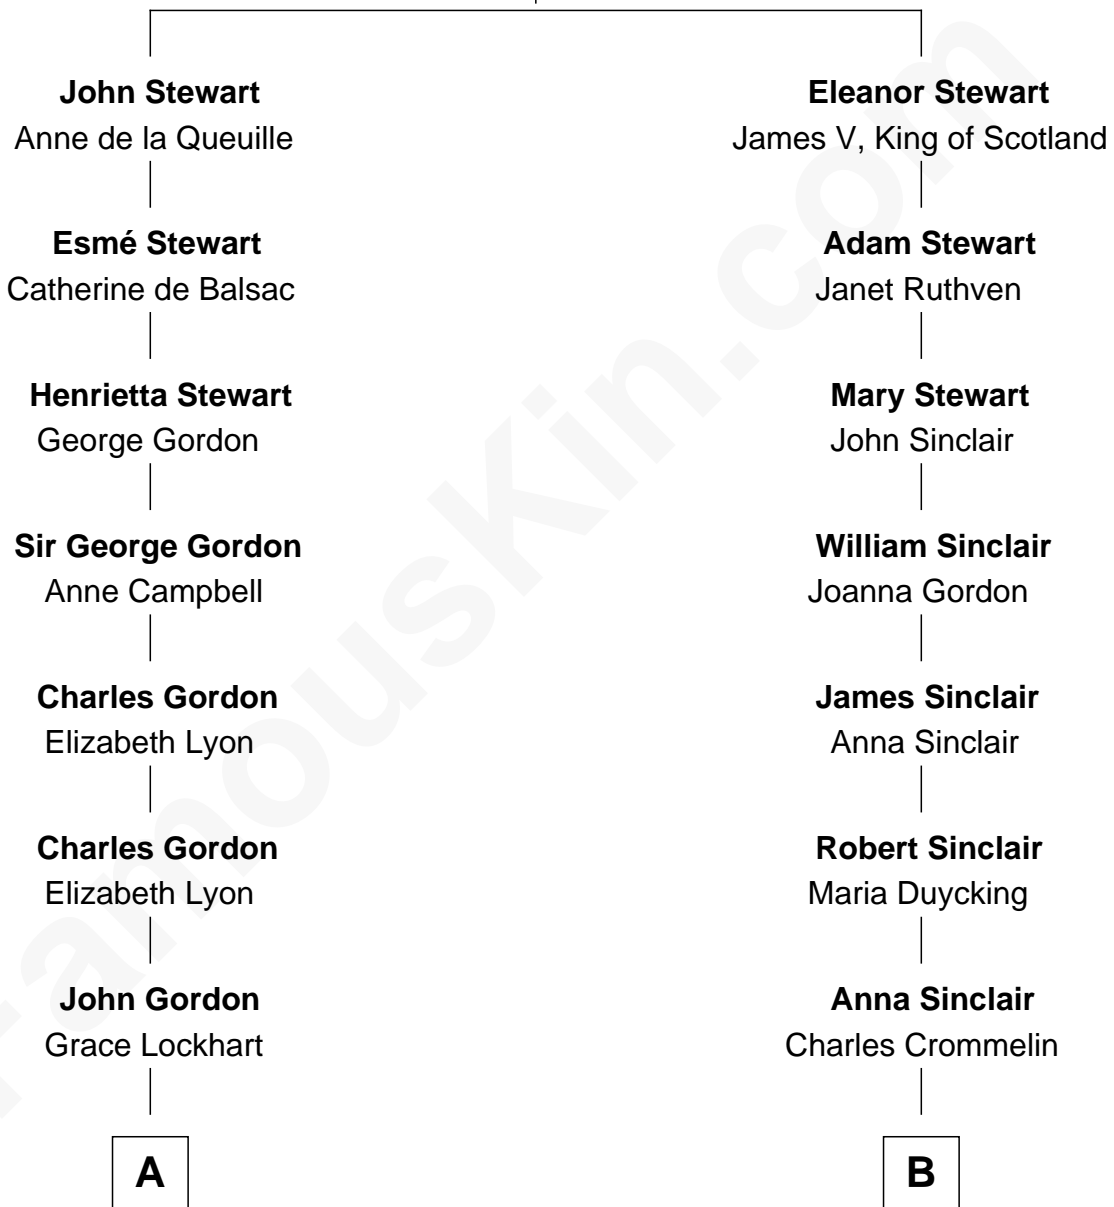 John Stewart
Anne de la Queuille
Eleanor Stewart
James V, King of Scotland
Esmé Stewart
Catherine de Balsac
Adam Stewart
Janet Ruthven
Henrietta Stewart
George Gordon
Mary Stewart
John Sinclair
Sir George Gordon
Anne Campbell
William Sinclair
Joanna Gordon
Charles Gordon
Elizabeth Lyon
James Sinclair
Anna Sinclair
Charles Gordon
Elizabeth Lyon
Robert Sinclair
Maria Duycking
John Gordon
Grace Lockhart
Anna Sinclair
Charles Crommelin
A
B
FamousKin.com